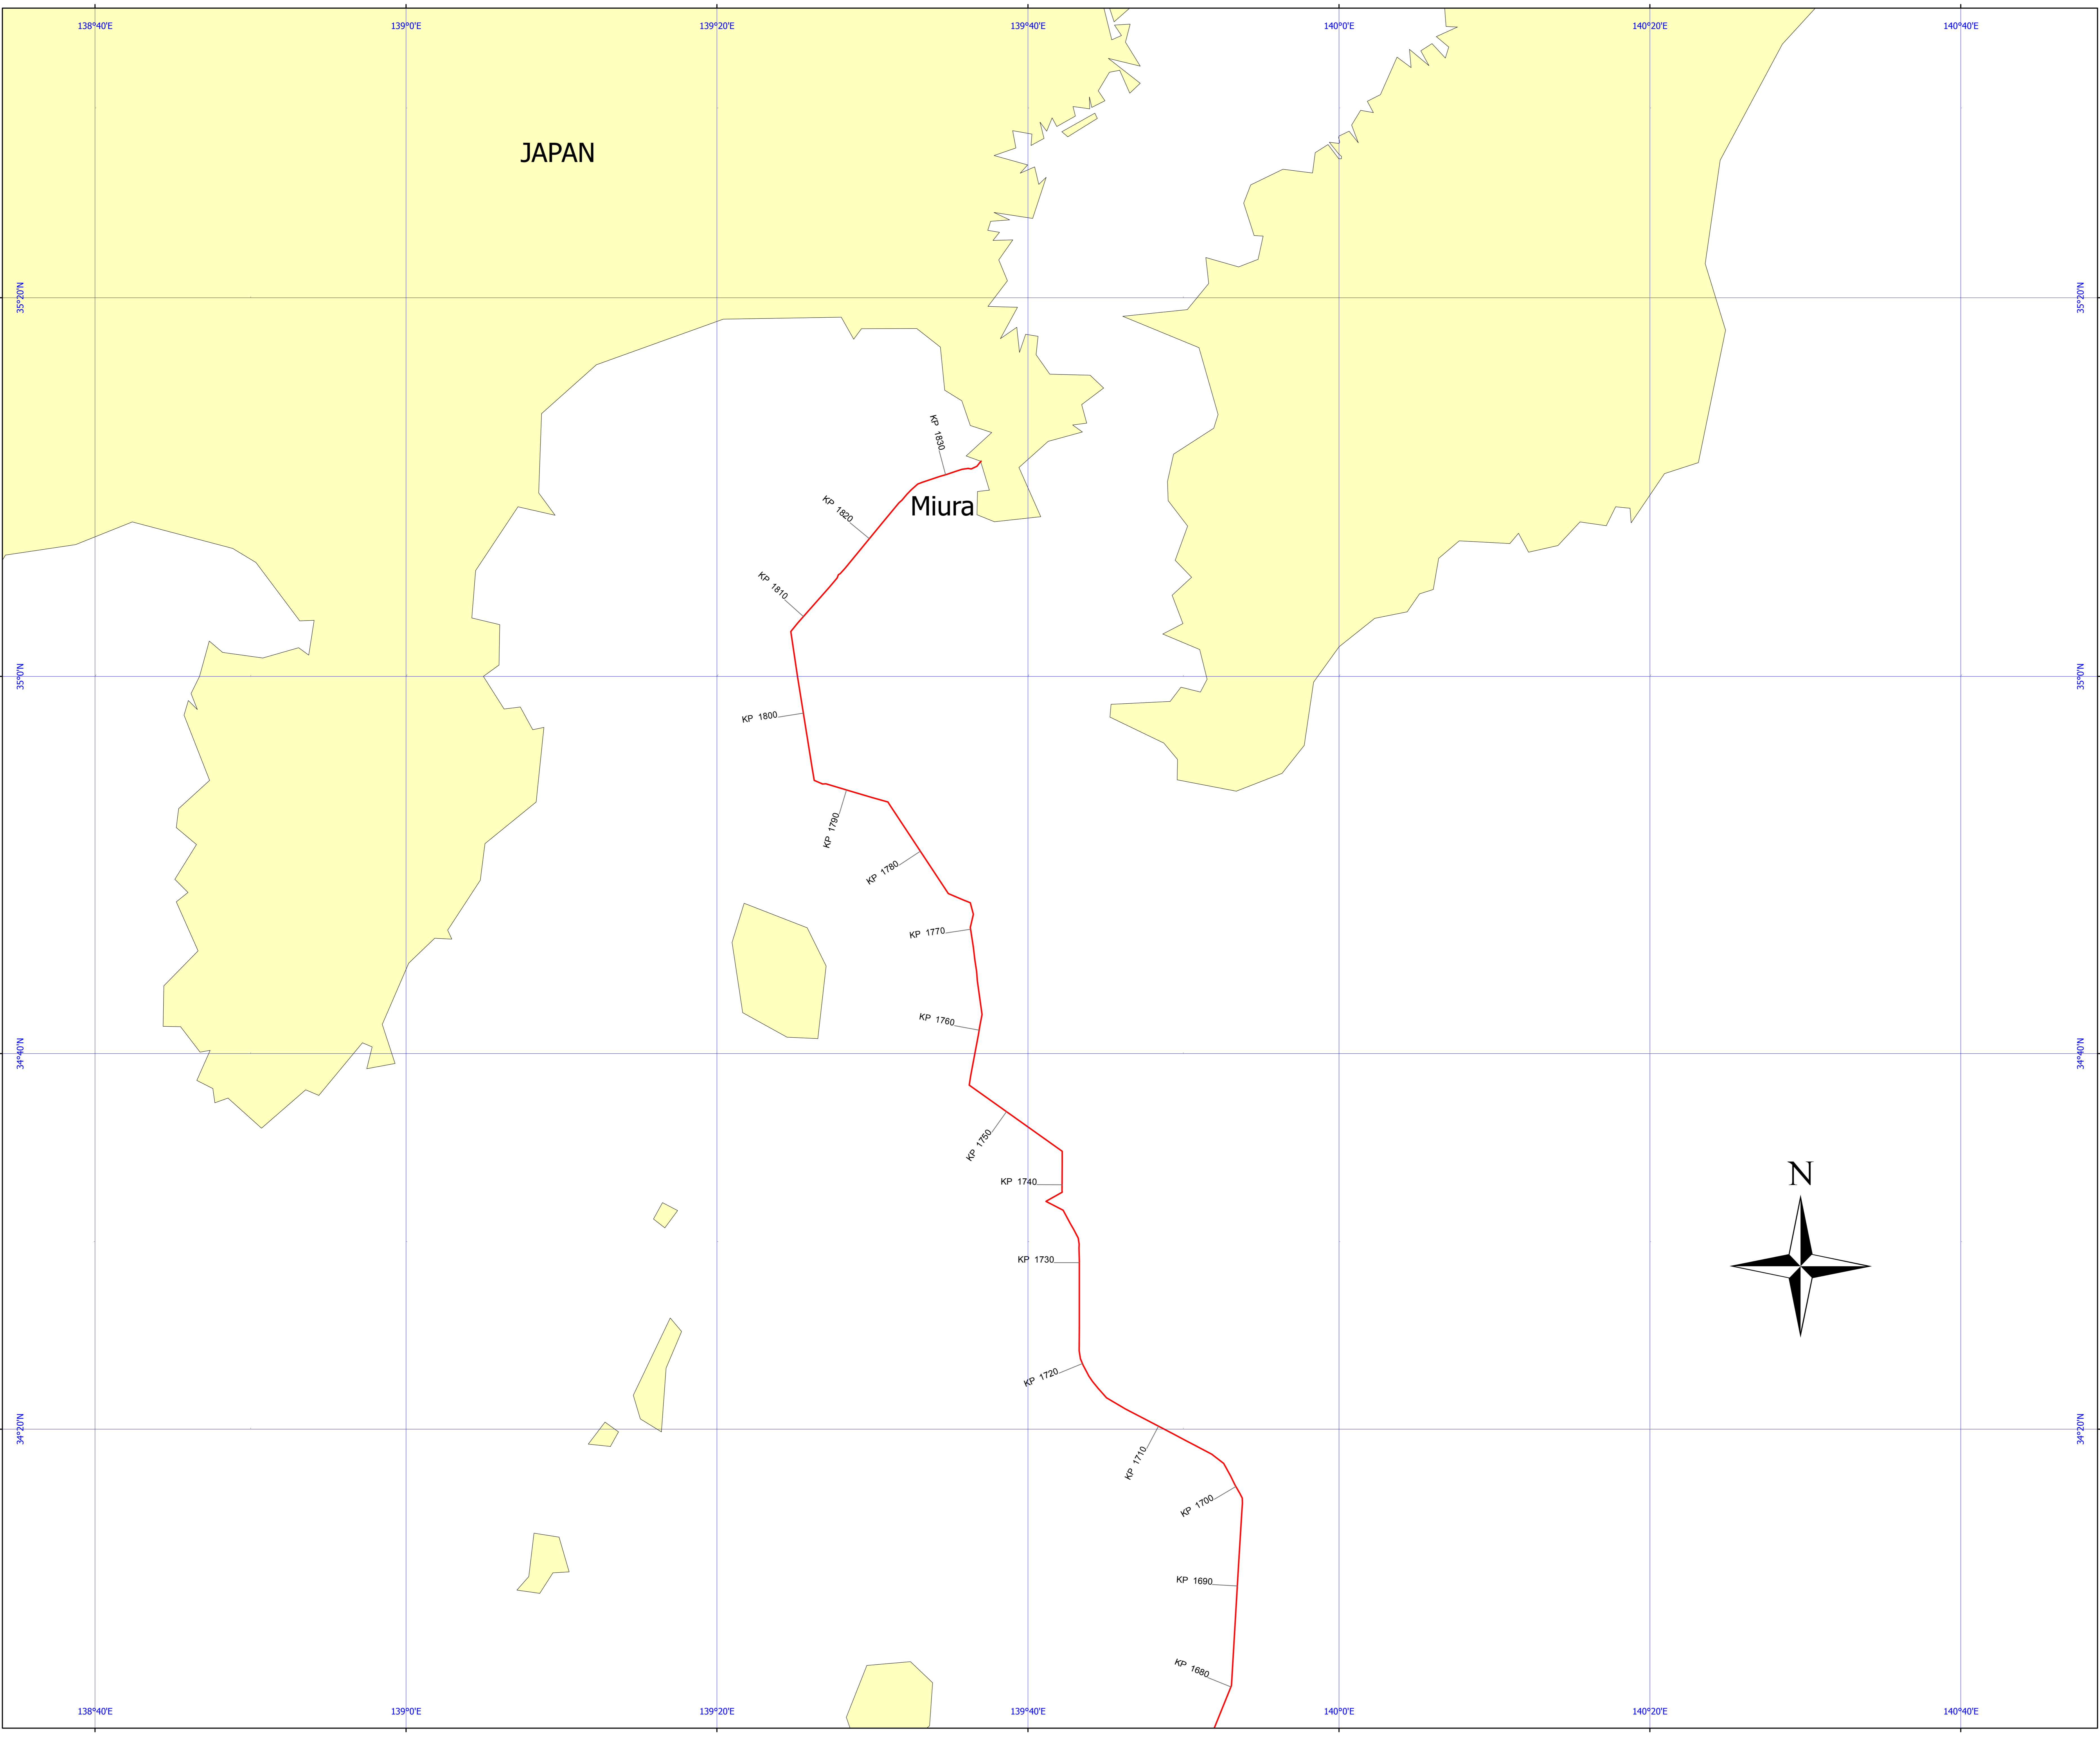 138°40'E 139°0'E 139°20'E 139°40'E 140°0'E 140°20'E 140°40'E
JAPAN
35°20'N 35°20'N
KP 1830
KP 1820
Miura
KP 1810
35°0'N 35°0'N
KP 1800
KP 1790
KP 1780
KP 1770
KP 1760
34°40'N 34°40'N
KP 1750
N
KP 1740
KP 1730
KP 1720
34°20'N 34°20'N
KP 1710
KP 1700
KP 1690
KP 1680
138°40'E 139°0'E 139°20'E 139°40'E 140°0'E 140°20'E 140°40'E